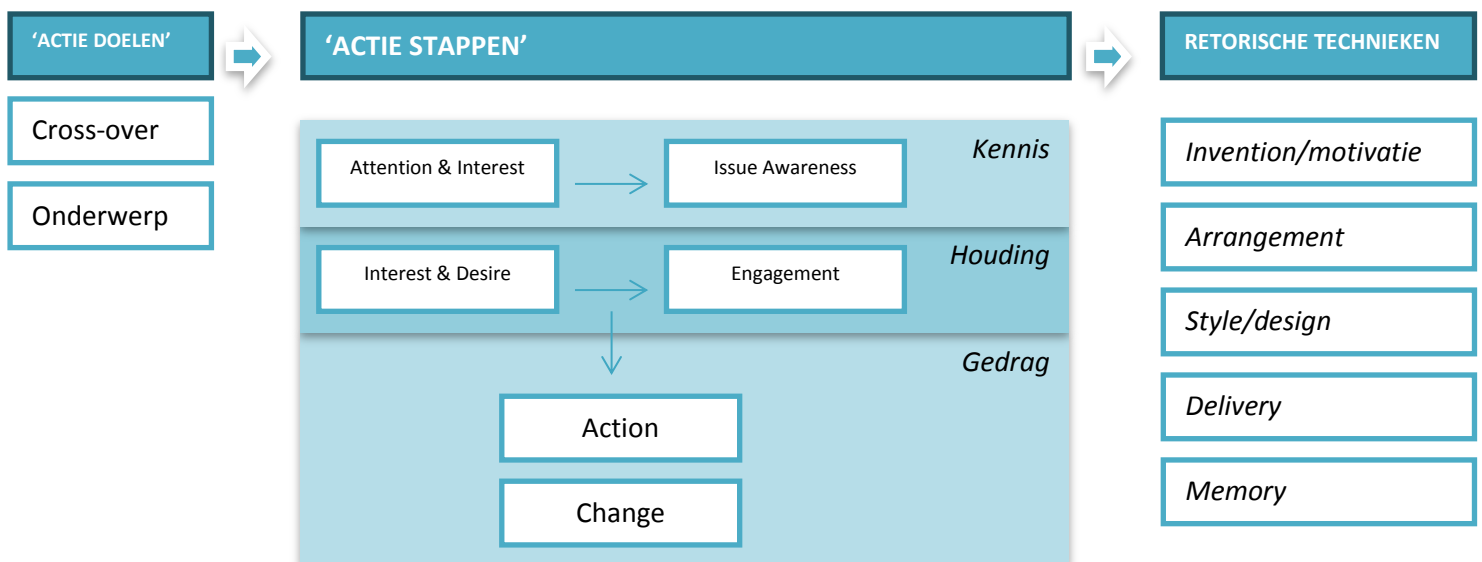 ‘ACTIE DOELEN’
‘ACTIE STAPPEN’
RETORISCHE TECHNIEKEN
Cross-over
Onderwerp
Kennis
Attention & Interest
Issue Awareness
Houding
Interest & Desire
Engagement
Gedrag
Action
Change
Invention/motivatie
Arrangement
Style/design
Delivery
Memory